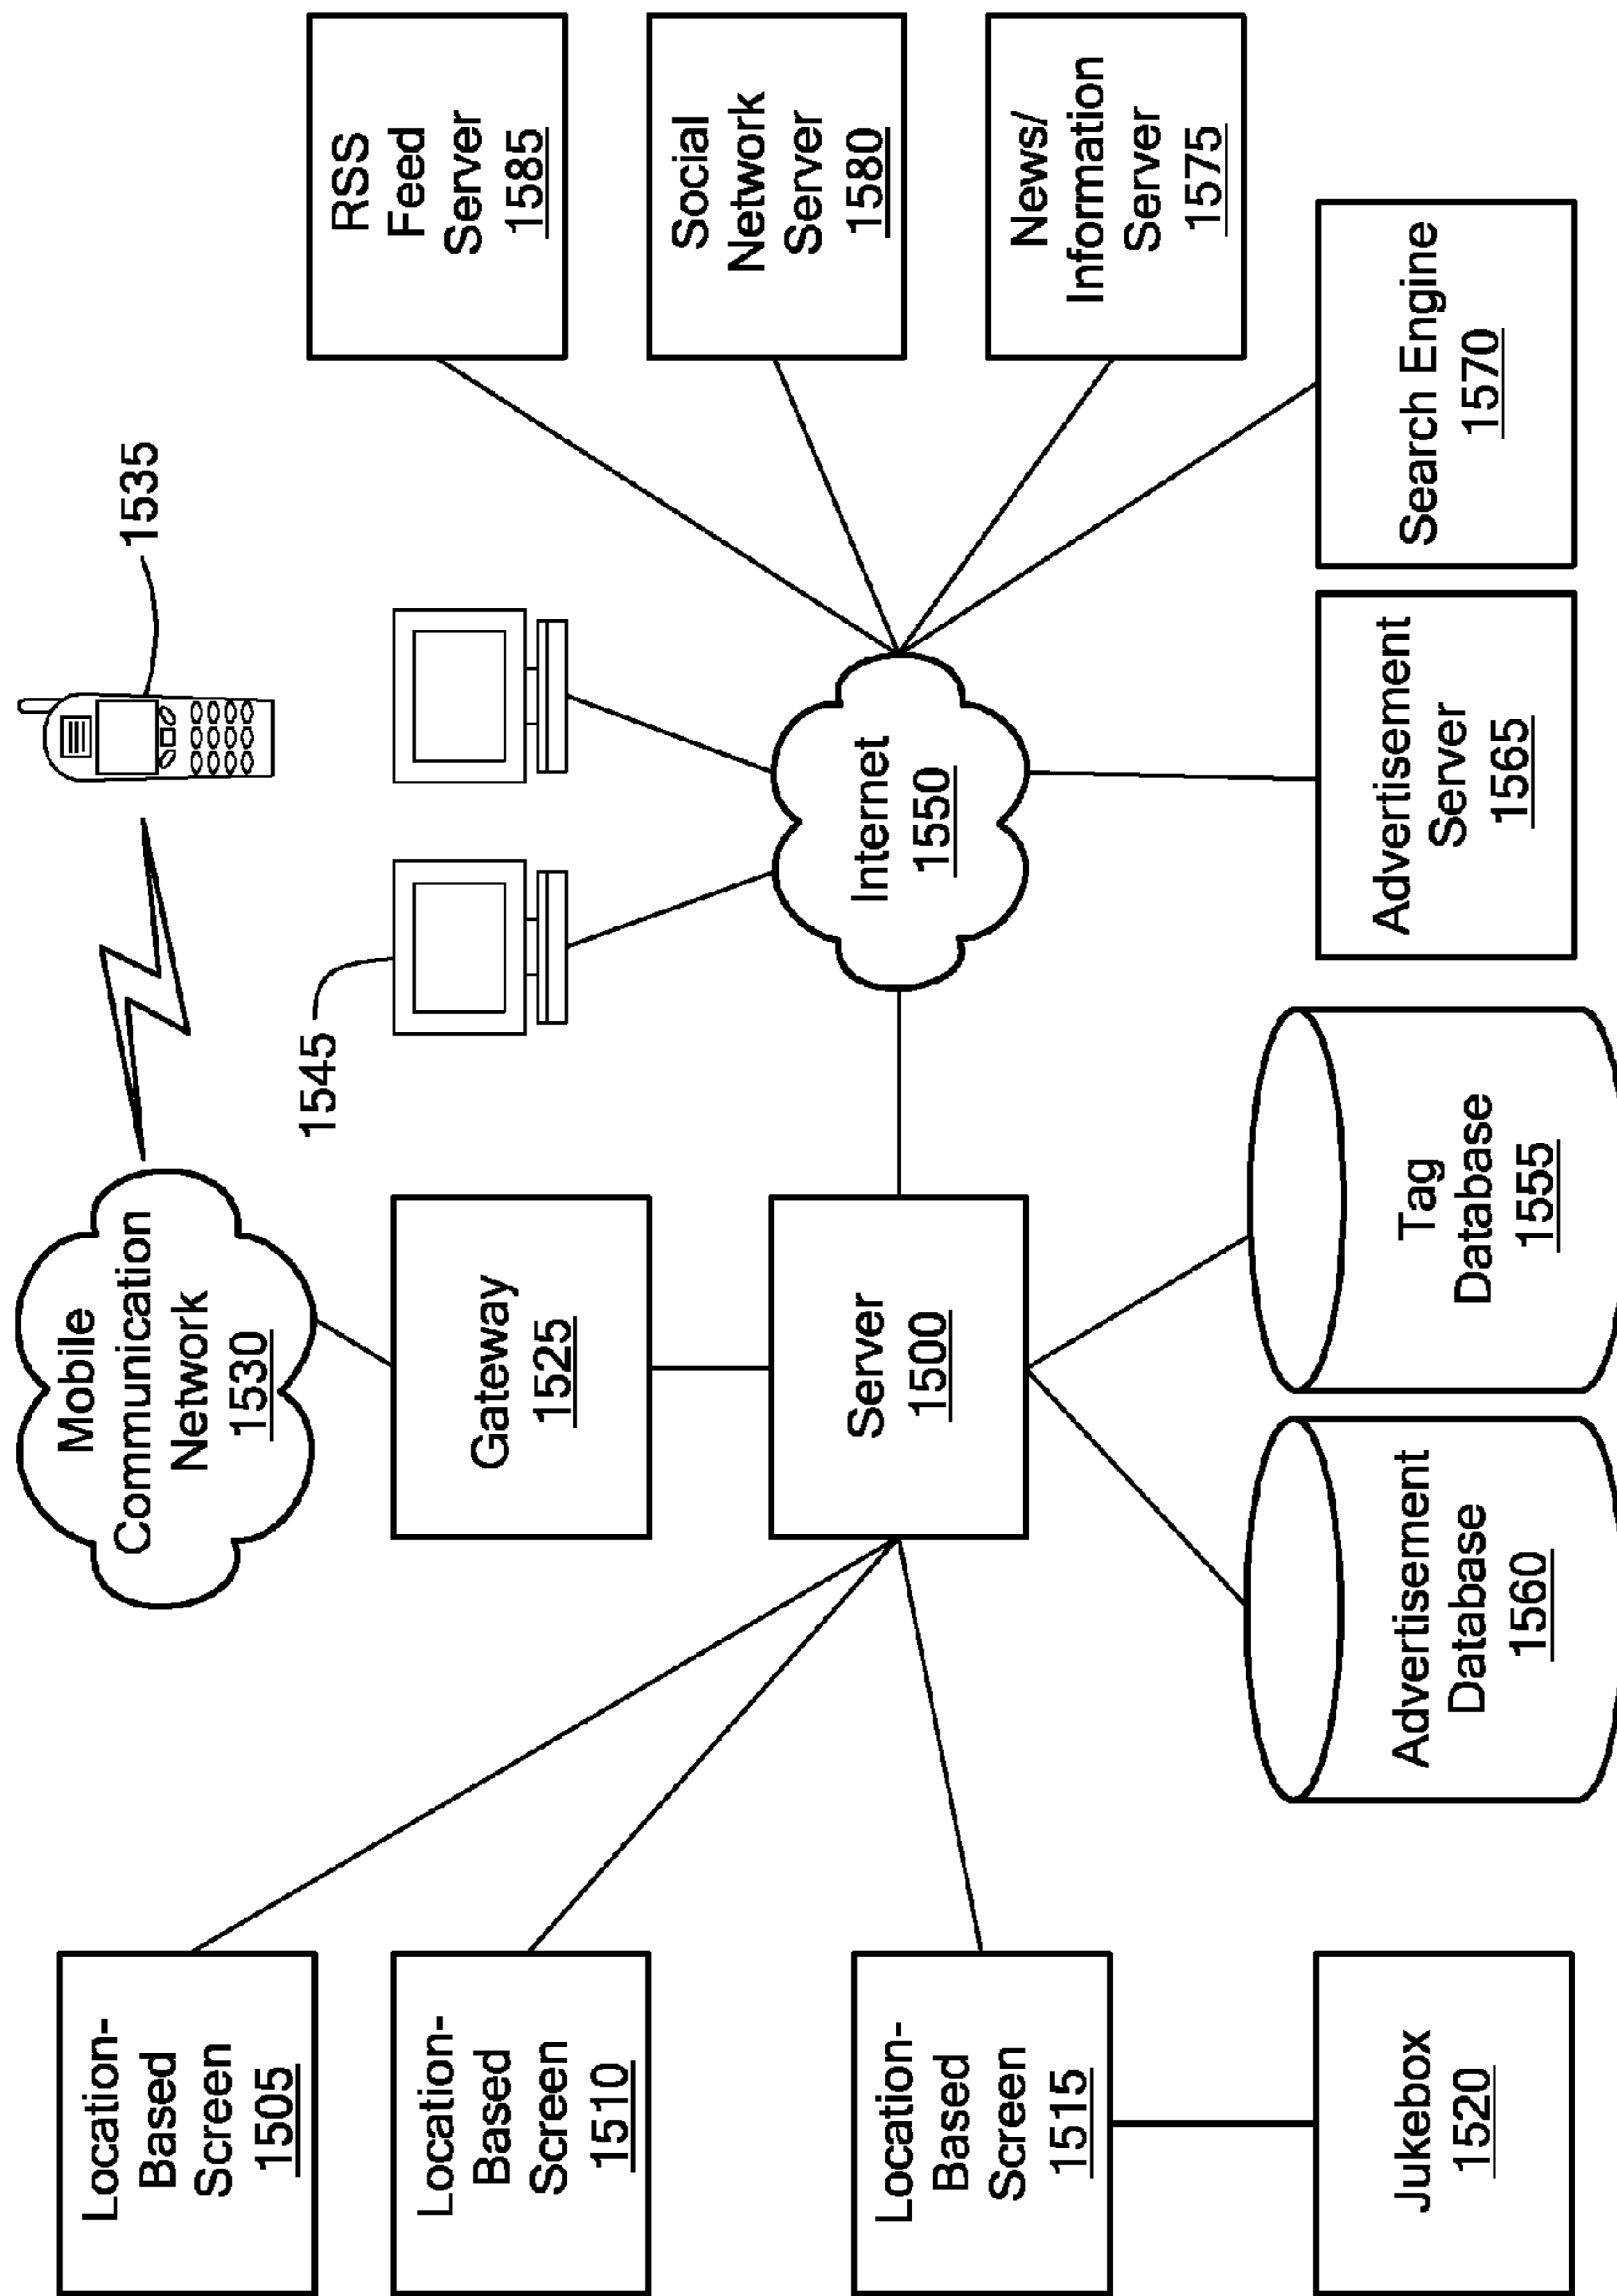 Location-
Based
Screen
1505
Location-
Based
Screen
1510
Location-
Based
Screen
1515
Jukebox
1520
Mobile
Communication
Network
1530
Gateway
1525
Server
1500
Advertisement
Database
1560
Tag
Database
1555
1535
1545
Internet
1550
Advertisement
Server
1565
RSS
Feed
Server
1585
Social
Network
Server
1580
News/
Information
Server
1575
Search Engine
1570